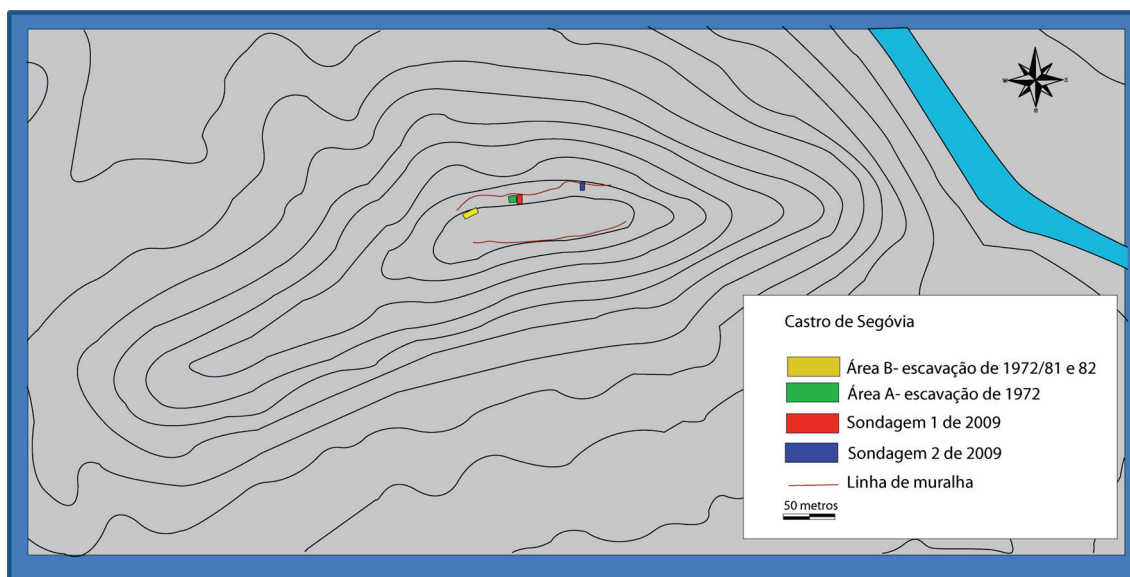 Castro de Segóvia
Área B- escavação de 1972/81 e 82
Área A- escavação de 1972
Sondagem 1 de 2009
Sondagem 2 de 2009
Linha de muralha
50 metros